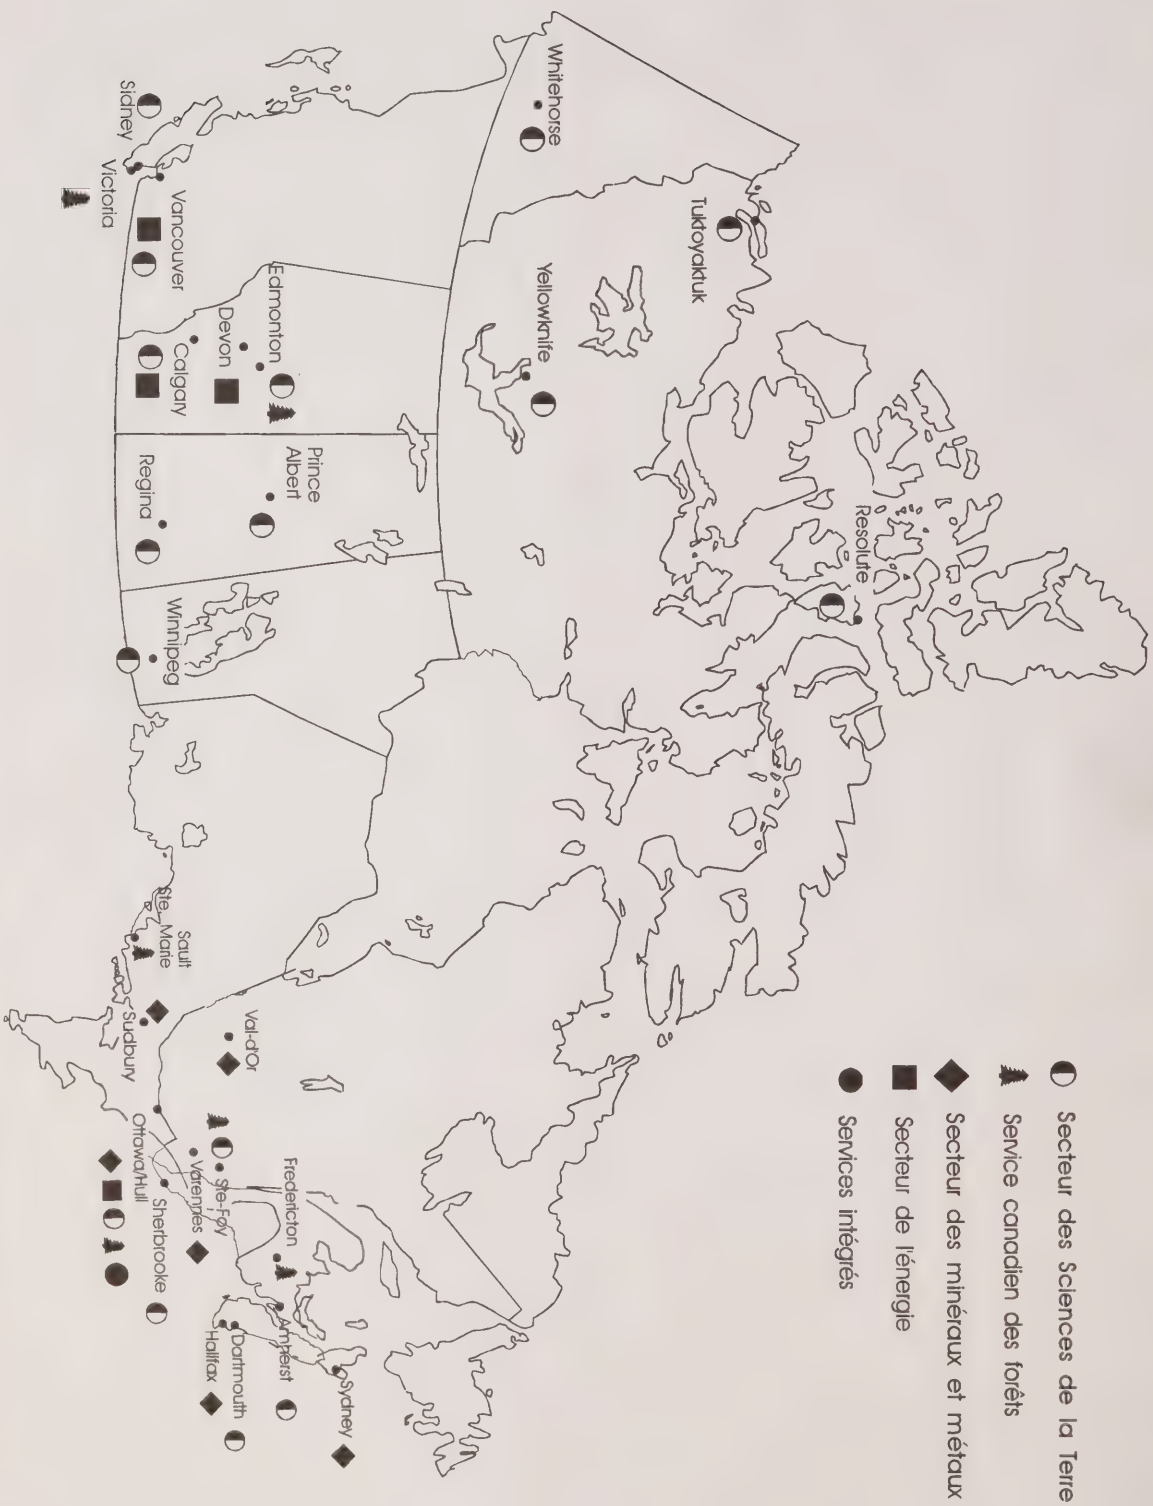 Secteur des Sciences de la Terre
Service canadien des forêts
Secteur des minéraux et métaux
Secteur de l'énergie
Services intégrés
Resolute
Tuktoyaktuk
Whitehorse
Yellowknife
Edmonton
Devon
Calgary
Vancouver
Victoria
Sidney
Prince
Albert
Regina
Winnipeg
Sault
Ste. Marie
Sudbury
Val-d'Or
Ottawa/Hull
Ste-Foy
Varennes
Sherbrooke
Fredericton
Amherst
Sydney
Dartmouth
Halifax